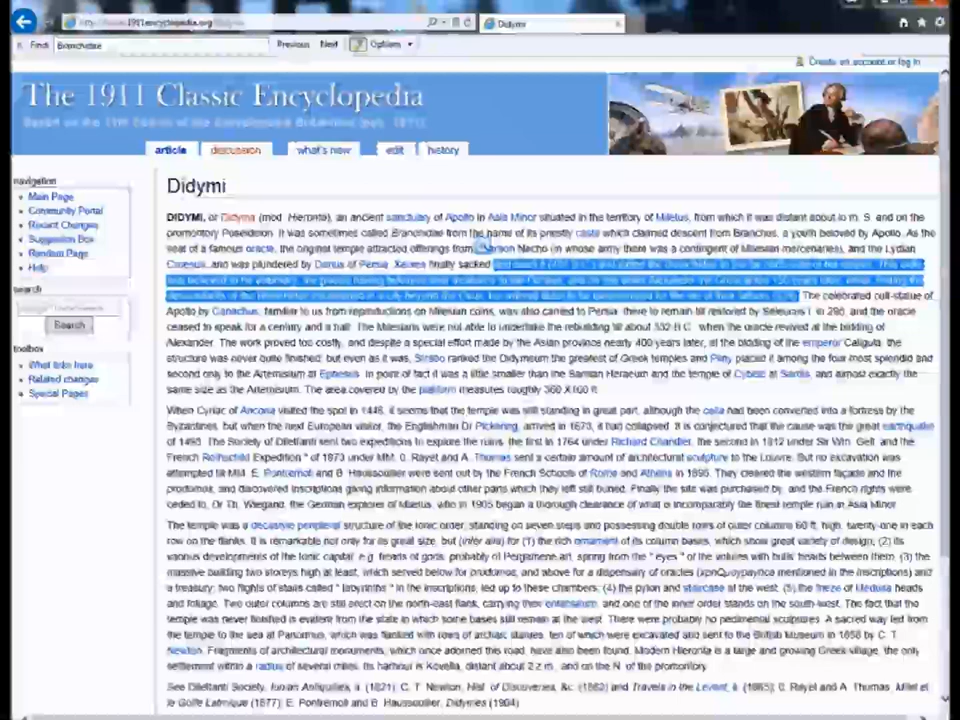 Didymi
Find: Branchidae Previous Next Options
Create an account or log in
The 1911 Classic Encyclopedia
article discussion what's new edit history
navigation
Main Page
Community Portal
Recent Changes
Suggestion Box
Random Page
Help
search
Search
toolbox
What links here
Related changes
Special Pages
Didymi
DIDYMI, or Didyma (mod. Hieronta), an ancient sanctuary of Apollo in Asia Minor situated in the territory of Miletus, from which it was distant about m. S. and on the
promontory Poseideion. It was sometimes called Branchidae from the name of its priestly caste which claimed descent from Branchus, a youth beloved by Apollo. As the
seat of a famous oracle, the original temple attracted offerings from Necho (in whose army there was a contingent of Milesian mercenaries), and the Lydian
Croesus, and was plundered by Darius of Persia. Xerxes finally sacked
The celebrated cult-statue of
Apollo by Canachus, familiar to us from reproductions on Milesian coins, was also carried to Persia, there to remain till restored by Seleucus I. in 295, and the oracle
ceased to speak for a century and a half. The Milesians were not able to undertake the rebuilding till about 332 B.C., when the oracle revived at the bidding of
Alexander. The work proved too costly, and despite a special effort made by the Asian province nearly 400 years later, at the bidding of the emperor Caligula, the
structure was never quite finished: but even as it was, Strabo ranked the Didymeum the greatest of Greek temples and Pliny placed it among the four most splendid and
second only to the Artemisium at Ephesus. In point of fact it was a little smaller than the Samian Heraeum and the temple of Cybele at Sardis, and almost exactly the
same size as the Artemisium. The area covered by the platform measures roughly 360 X160 ft.
When Cyriac of Ancona visited the spot in 1446, it seems that the temple was still standing in great part, although the cella had been converted into a fortress by the
Byzantines: but when the next European visitor, the Englishman Dr Pickering, arrived in 1673, it had collapsed. It is conjectured that the cause was the great earthquake
of 1493. The Society of Dilettanti sent two expeditions to explore the ruins, the first in 1764 under Richard Chandler, the second in 1812 under Sir Wm. Gell; and the
French Rothschild Expedition of 1873 under MM. O. Rayet and A. Thomas sent a certain amount of architectural sculpture to the Louvre. But no excavation was
attempted till MM. E. Pontremoli and B. Haussoullier were sent out by the French Schools of Rome and Athens in 1895. They cleared the western façade and the
prodomos, and discovered inscriptions giving information about other parts which they left still buried. Finally the site was purchased by, and the French rights were
ceded to, Dr Th. Wiegand, the German explorer of Miletus, who in 1905 began a thorough clearance of what is incomparably the finest temple ruin in Asia Minor.
The temple was a decastyle peripteral structure of the Ionic order, standing on seven steps and possessing double rows of outer columns 60 ft. high, twenty-one in each
row on the flanks. It is remarkable not only for its great size, but (inter alia) for (1) the rich ornament of its column bases, which show great variety of design; (2) its
various developments of the Ionic capital, e.g. heads of gods, probably of Pergamene art, spring from the "eyes" of the volutes with bulls' heads between them; (3) the
massive building two storeys high at least, which served below for prodomos, and above for a dispensary of oracles mentioned in the inscriptions) and
a treasury; two flights of stairs called "labyrinths" in the inscriptions, led up to these chambers; (4) the pylon and staircase at the west; (5) the frieze of Medusa heads
and foliage. Two outer columns are still erect on the north-east flank, carrying their entablature, and one of the inner order stands on the south-west. The fact that the
temple was never finished is evident from the state in which some bases still remain at the west. There were probably no pedimental sculptures. A sacred way led from
the temple to the sea at Panormus, which was flanked with rows of archaic statues, ten of which were excavated and sent to the British Museum in 1858 by C. T.
Newton. Fragments of architectural monuments, which once adorned this road, have also been found. Modern Hieronta is a large and growing Greek village, the only
settlement within a radius of several miles. Its harbour is Kovella, distant about 2 z m., and on the N. of the promontory.
See Dilettanti Society, Ionian Antiquities, ii. (1821); C. T. Newton, Hist. of Discoveries, &c. (1862) and Travels in the Levant, ii. (1865); O. Rayet and A. Thomas, Milet et
le Golfe Latmique (1877); E. Pontremoli and B. Haussoullier, Didymes (1904)